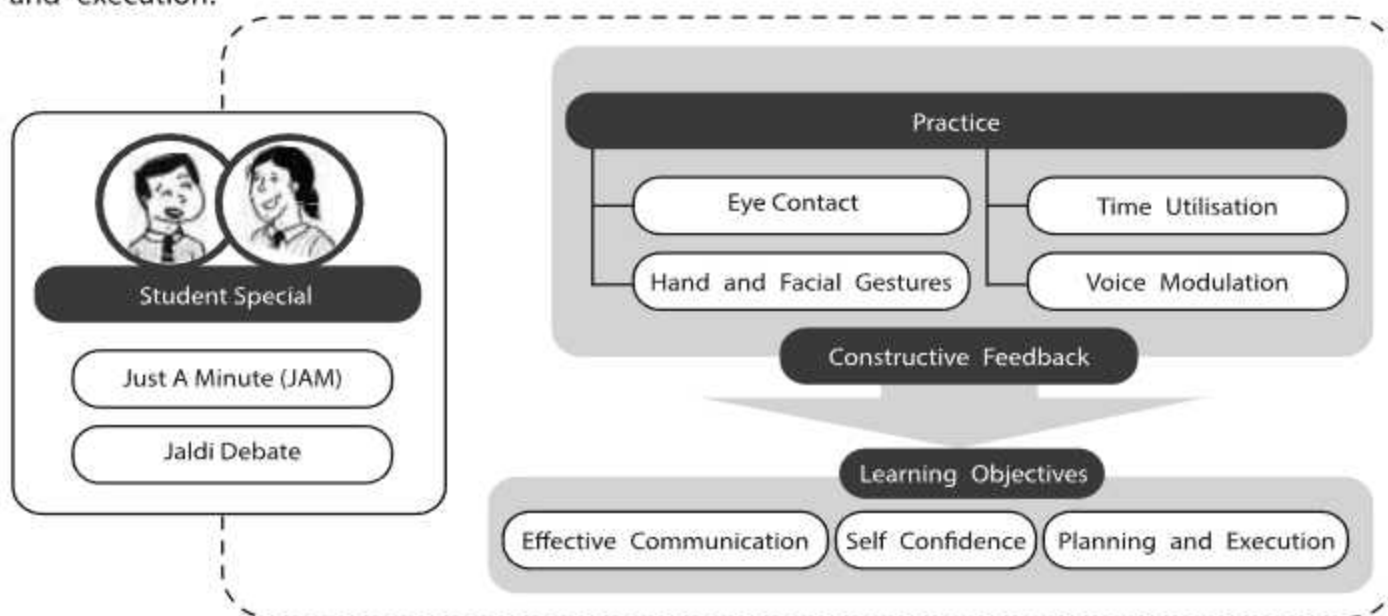 and execution.
Student Special
Just A Minute (JAM)
Jaldi Debate
Practice
Eye Contact
Time Utilisation
Hand and Facial Gestures
Voice Modulation
Constructive Feedback
Learning Objectives
Effective Communication
Self Confidence
Planning and Execution